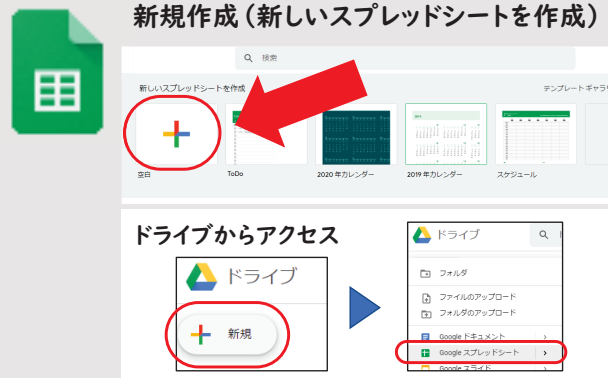 新規作成（新しいスプレッドシートを作成）
検索
新しいスプレッドシートを作成
テンプレート ギャラリ
空白
ToDo
2020 年カレンダー
2019 年カレンダー
スケジュール
ドライブからアクセス
ドライブ
新規
ドライブ
フォルダ
ファイルのアップロード
フォルダのアップロード
Google ドキュメント
Google スプレッドシート
Google スライド